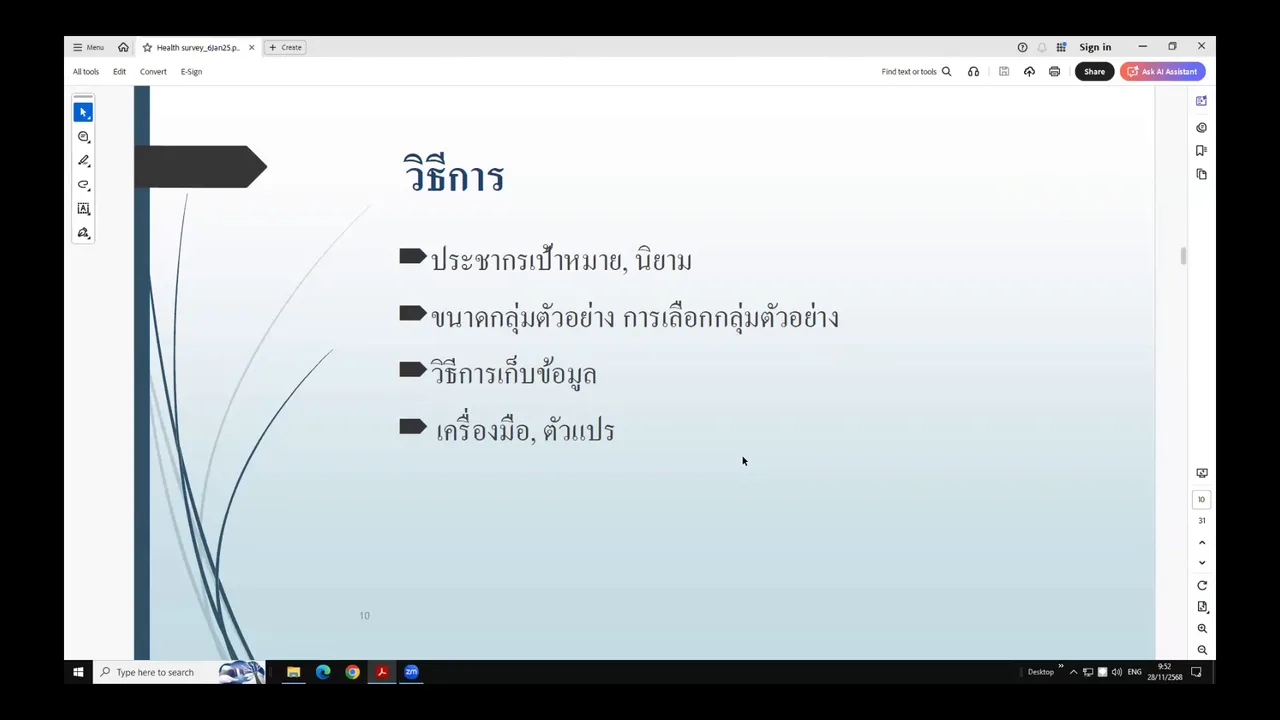 Menu
Health survey_6Jan25.p..
Create
Sign in
All tools
Edit
Convert
E-Sign
Find text or tools
Share
Ask AI Assistant
วิธีการ
ประชากรเป้าหมาย, นิยาม
ขนาดกลุ่มตัวอย่าง การเลือกกลุ่มตัวอย่าง
วิธีการเก็บข้อมูล
เครื่องมือ, ตัวแปร
10
10
31
Type here to search
zm
Desktop
ENG
9:52
28/11/2568